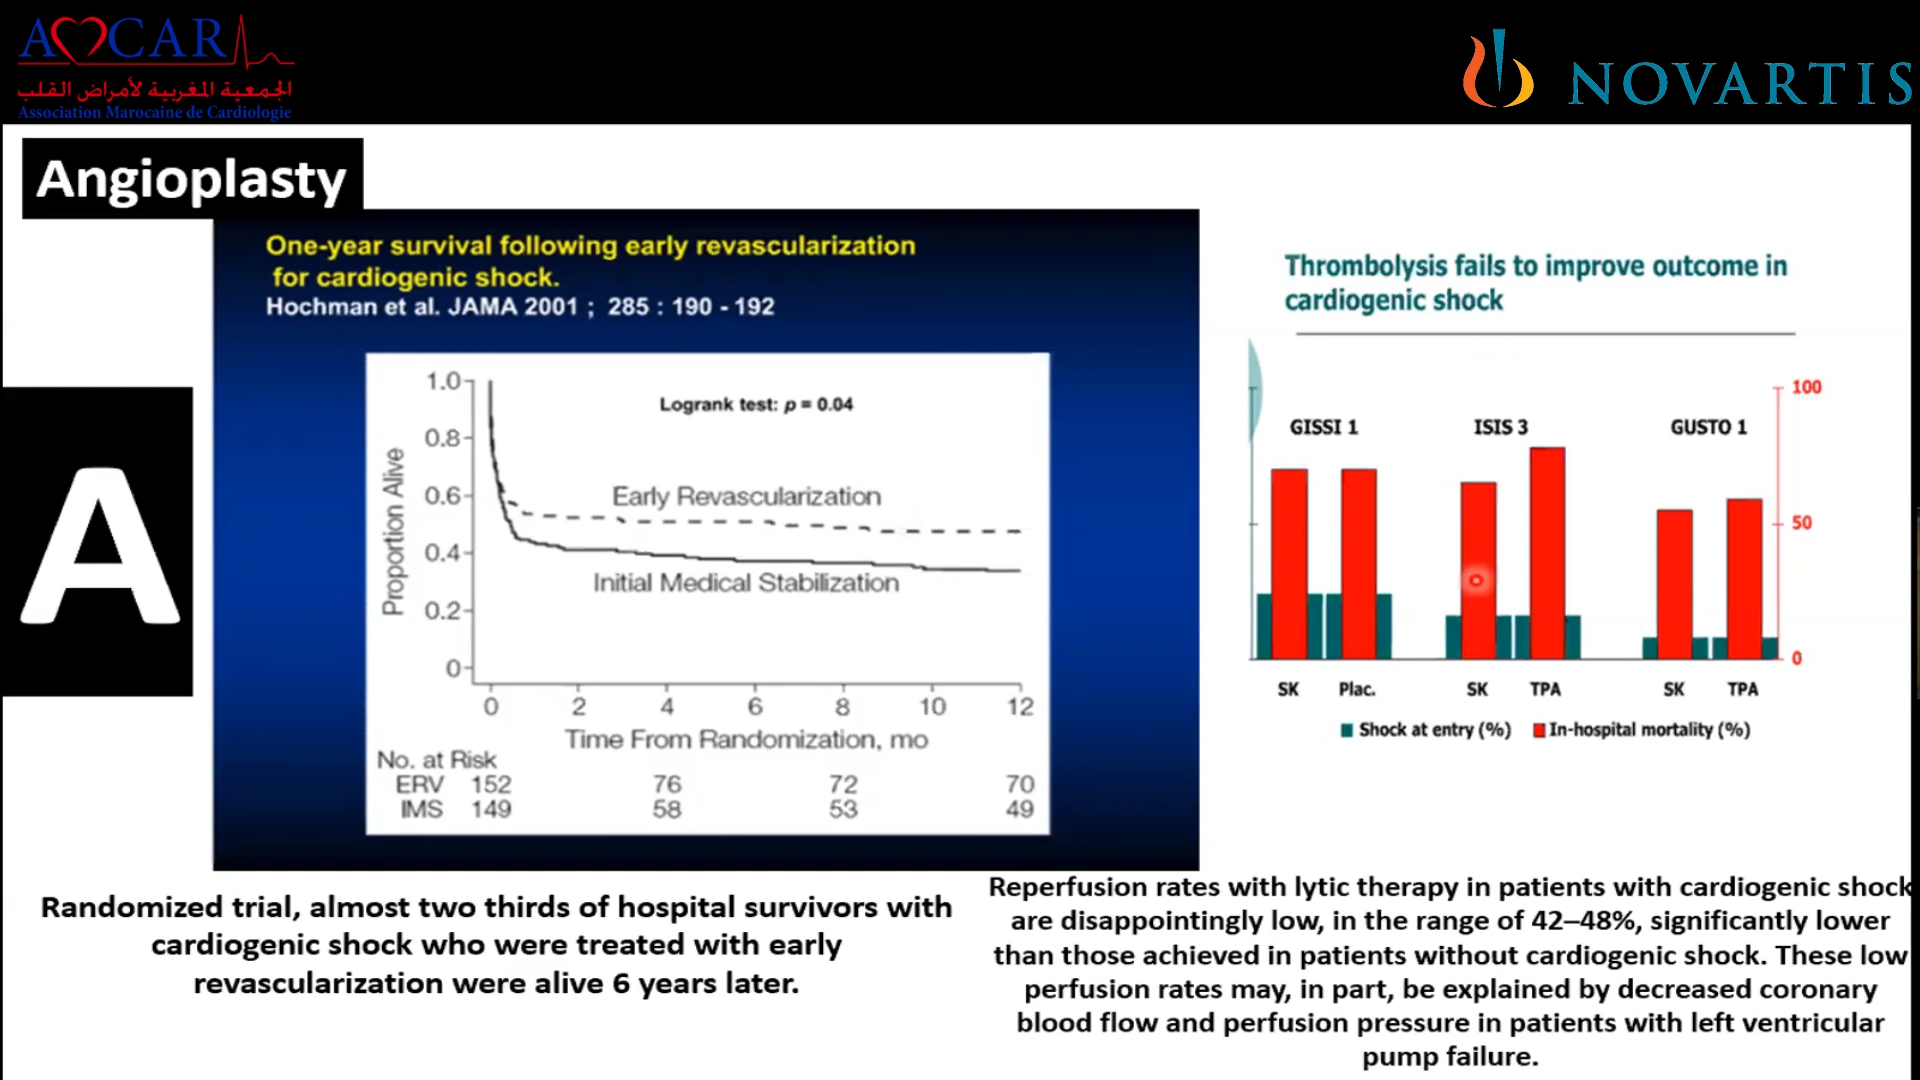 A CAR
الجمعية المغربية لأمراض القلب
Association Marocaine de Cardiologie
NOVARTIS
Angioplasty
A
One-year survival following early revascularization
for cardiogenic shock.
Hochman et al. JAMA 2001 ; 285 : 190 - 192
Logrank test: p = 0.04
Proportion Alive
1.0
0.8
0.6
0.4
0.2
0
Early Revascularization
Initial Medical Stabilization
0 2 4 6 8 10 12
Time From Randomization, mo
No. at Risk
ERV 152 76 72 70
IMS 149 58 53 49
Thrombolysis fails to improve outcome in
cardiogenic shock
100
50
0
GISSI 1 ISIS 3 GUSTO 1
SK Plac. SK TPA SK TPA
Shock at entry (%) In-hospital mortality (%)
Randomized trial, almost two thirds of hospital survivors with
cardiogenic shock who were treated with early
revascularization were alive 6 years later.
Reperfusion rates with lytic therapy in patients with cardiogenic shock
are disappointingly low, in the range of 42–48%, significantly lower
than those achieved in patients without cardiogenic shock. These low
perfusion rates may, in part, be explained by decreased coronary
blood flow and perfusion pressure in patients with left ventricular
pump failure.